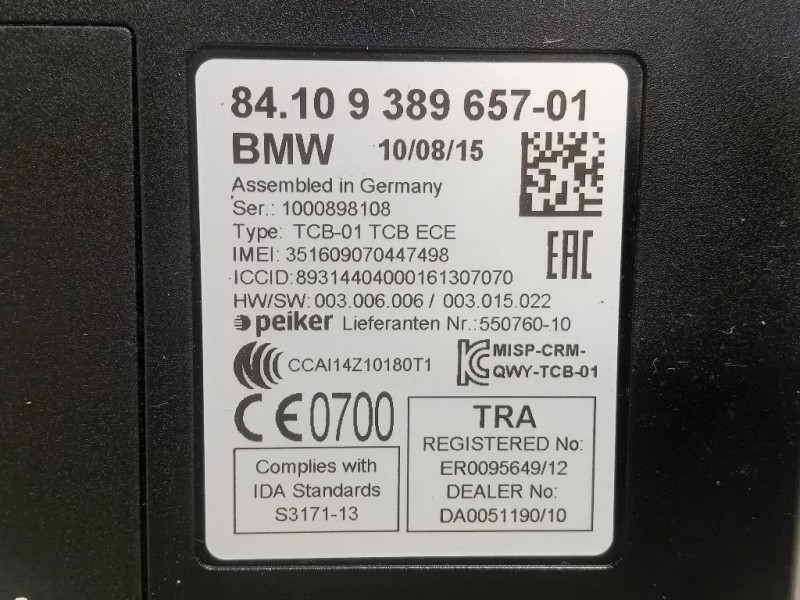 84.10 9 389 657-01
BMW 10/08/15
Assembled in Germany
Ser.: 1000898108
Type: TCB-01 TCB ECE
IMEI: 351609070447498
ICCID:89314404000161307070
HW/SW: 003.006.006 / 003.015.022
peiker Lieferanten Nr.:550760-10
CCAI14Z10180T1
MISP-CRM-
QWY-TCB-01
CE0700
EAC
Complies with
IDA Standards
S3171-13
TRA
REGISTERED No:
ER0095649/12
DEALER No:
DA0051190/10